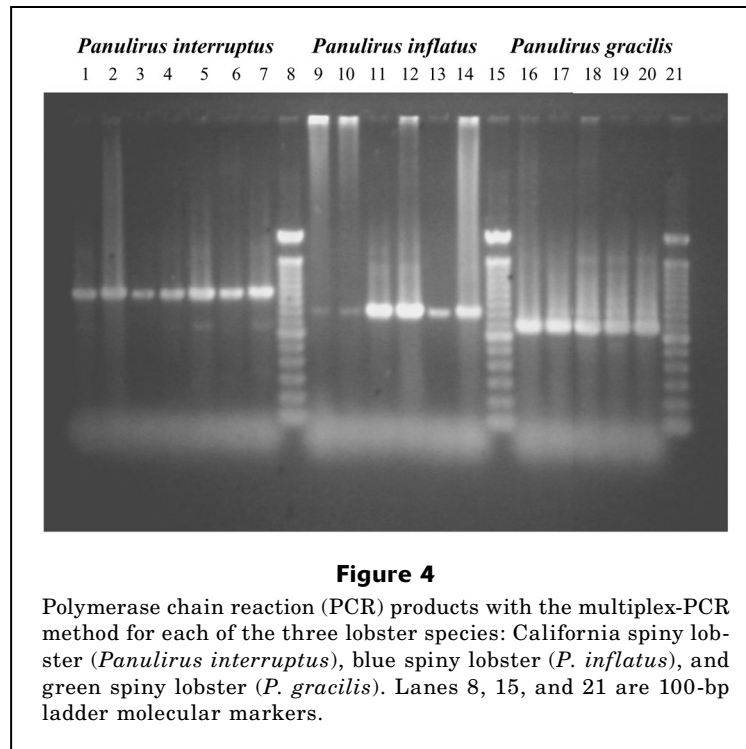 Panulirus interruptus Panulirus inflatus Panulirus gracilis
1 2 3 4 5 6 7 8 9 10 11 12 13 14 15 16 17 18 19 20 21
Figure 4
Polymerase chain reaction (PCR) products with the multiplex-PCR
method for each of the three lobster species: California spiny lob-
ster (Panulirus interruptus), blue spiny lobster (P. inflatus), and
green spiny lobster (P. gracilis). Lanes 8, 15, and 21 are 100-bp
ladder molecular markers.